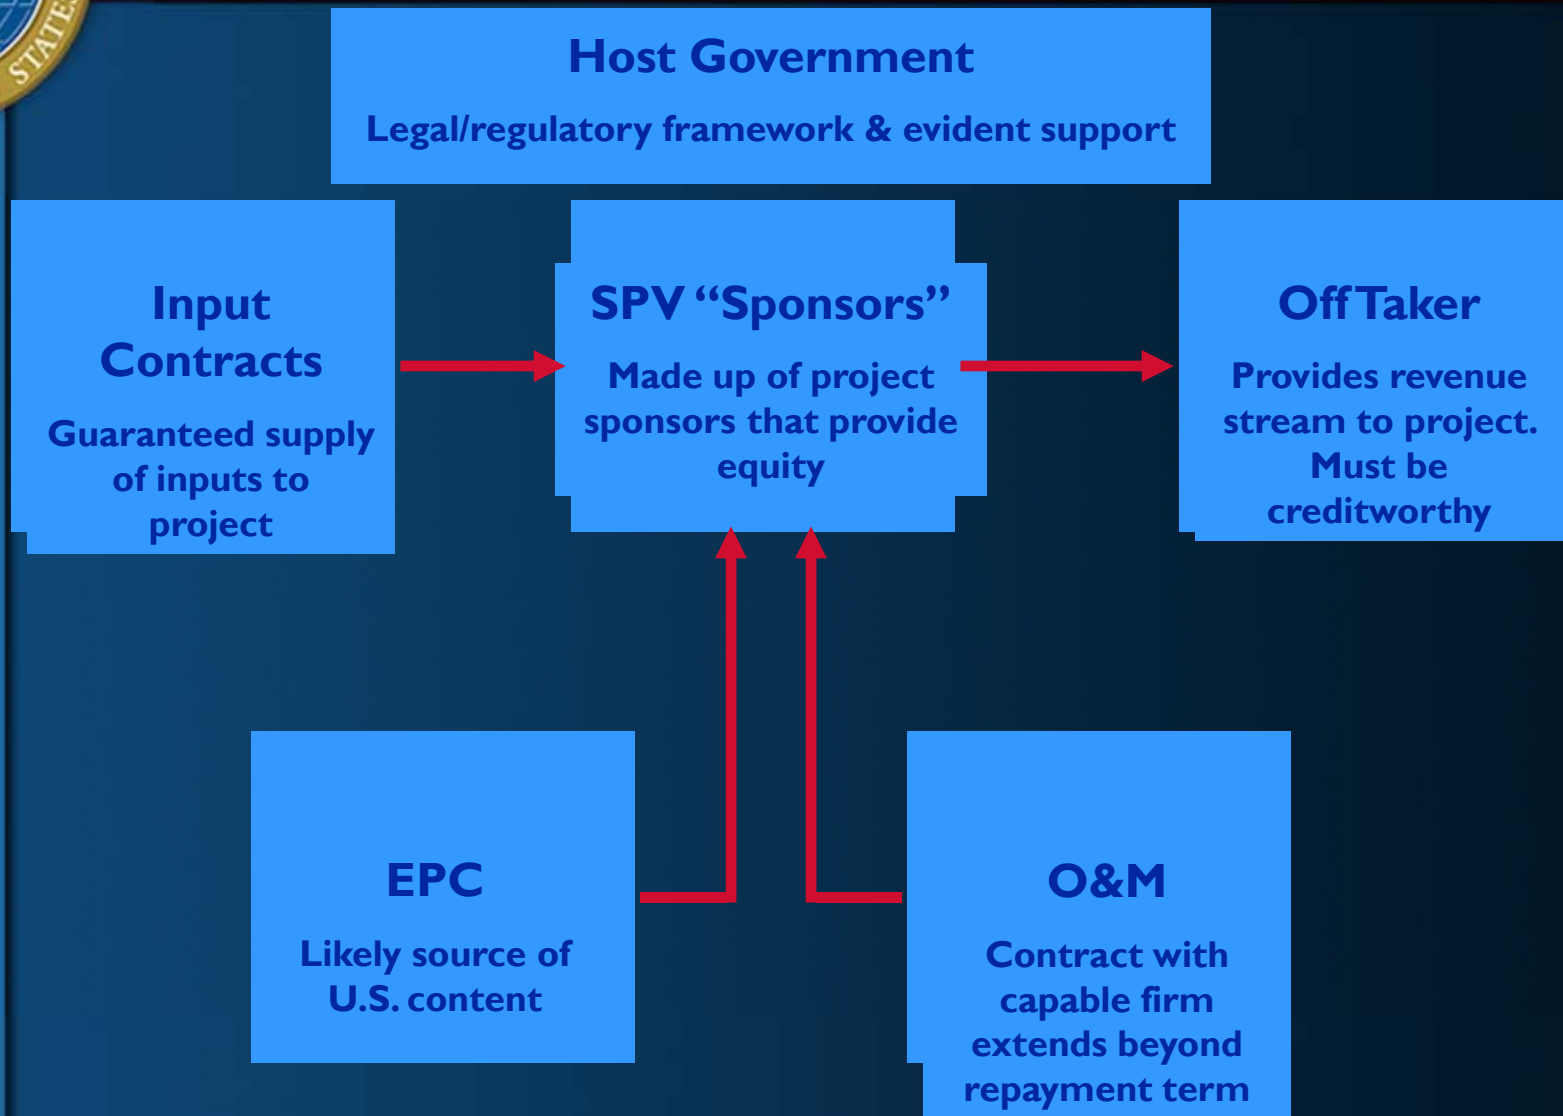 STATES
Host Government
Legal/regulatory framework & evident support
Input
Contracts
Guaranteed supply
of inputs to
project
SPV “Sponsors”
Made up of project
sponsors that provide
equity
Off Taker
Provides revenue
stream to project.
Must be
creditworthy
EPC
Likely source of
U.S. content
O&M
Contract with
capable firm
extends beyond
repayment term